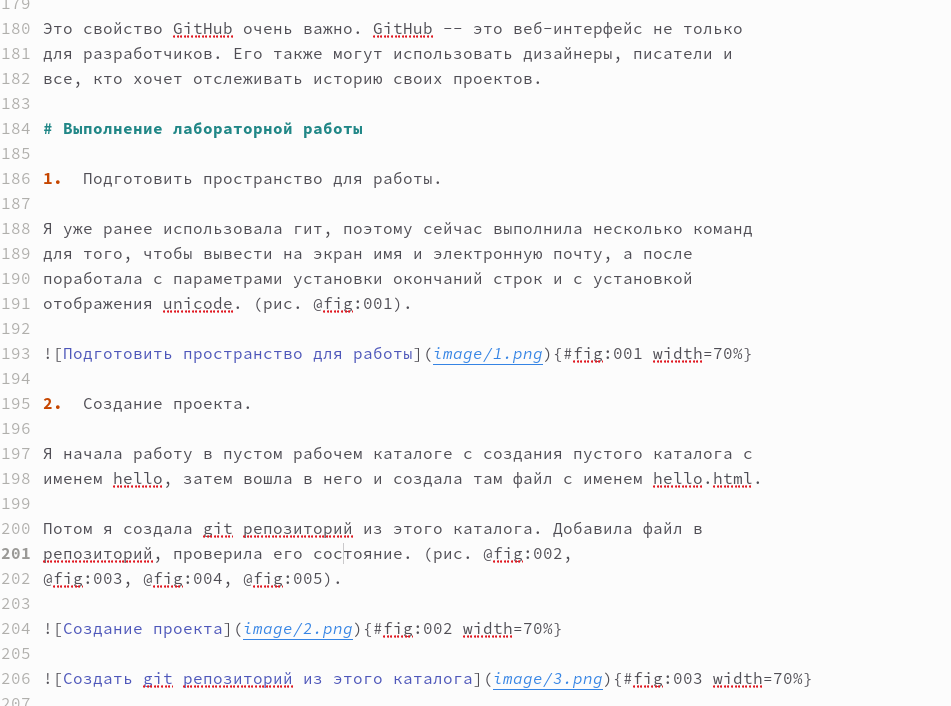 179
180 Это свойство GitHub очень важно. GitHub -- это веб-интерфейс не только
181 для разработчиков. Его также могут использовать дизайнеры, писатели и
182 все, кто хочет отслеживать историю своих проектов.
183
184 # Выполнение лабораторной работы
185
186 1.  Подготовить пространство для работы.
187
188 Я уже ранее использовала гит, поэтому сейчас выполнила несколько команд
189 для того, чтобы вывести на экран имя и электронную почту, а после
190 поработала с параметрами установки окончаний строк и с установкой
191 отображения unicode. (рис. @fig:001).
192
193 ![Подготовить пространство для работы](image/1.png){#fig:001 width=70%}
194
195 2.  Создание проекта.
196
197 Я начала работу в пустом рабочем каталоге с создания пустого каталога с
198 именем hello, затем вошла в него и создала там файл с именем hello.html.
199
200 Потом я создала git репозиторий из этого каталога. Добавила файл в
201 репозиторий, проверила его состояние. (рис. @fig:002,
202 @fig:003, @fig:004, @fig:005).
203
204 ![Создание проекта](image/2.png){#fig:002 width=70%}
205
206 ![Создать git репозиторий из этого каталога](image/3.png){#fig:003 width=70%}
207